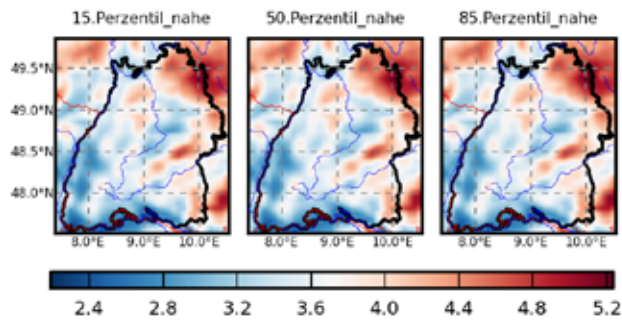 15.Perzentil_nahe 50.Perzentil_nahe 85.Perzentil_nahe
49.5°N
49.0°N
48.5°N
48.0°N
8.0°E 9.0°E 10.0°E 8.0°E 9.0°E 10.0°E 8.0°E 9.0°E 10.0°E
2.4 2.8 3.2 3.6 4.0 4.4 4.8 5.2